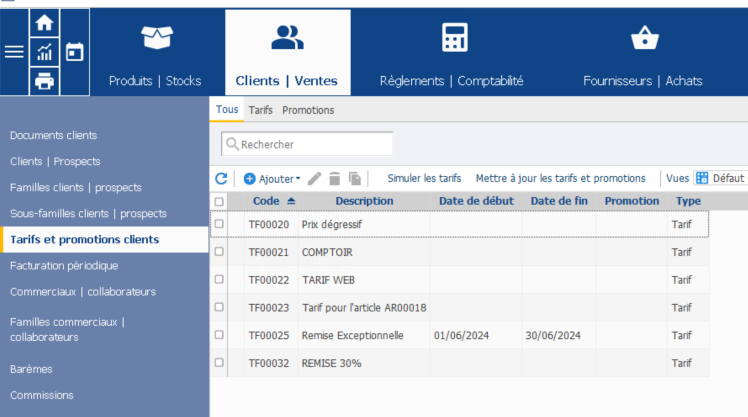 Produits | Stocks
Clients | Ventes
Règlements | Comptabilité
Fournisseurs | Achats
Documents clients
Clients | Prospects
Familles clients | prospects
Sous-familles clients | prospects
Tarifs et promotions clients
Facturation périodique
Commerciaux | collaborateurs
Familles commerciaux |
collaborateurs
Barèmes
Commissions
Tous Tarifs Promotions
Rechercher
Ajouter Simuler les tarifs Mettre à jour les tarifs et promotions Vues Défaut
Code Description Date de début Date de fin Promotion Type
TF00020 Prix dégressif Tarif
TF00021 COMPTOIR Tarif
TF00022 TARIF WEB Tarif
TF00023 Tarif pour l'article AR00018 Tarif
TF00025 Remise Exceptionnelle 01/06/2024 30/06/2024 Tarif
TF00032 REMISE 30% Tarif